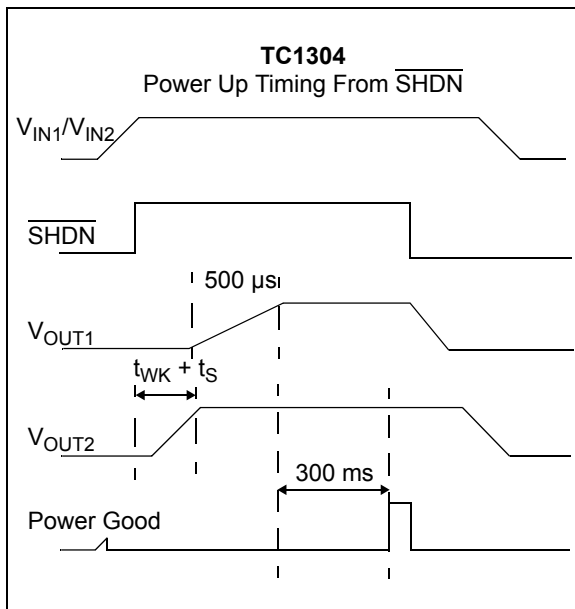 TC1304
Power Up Timing From SHDN
VIN1/VIN2
SHDN
500 µs
VOUT1
tWK + tS
VOUT2
300 ms
Power Good